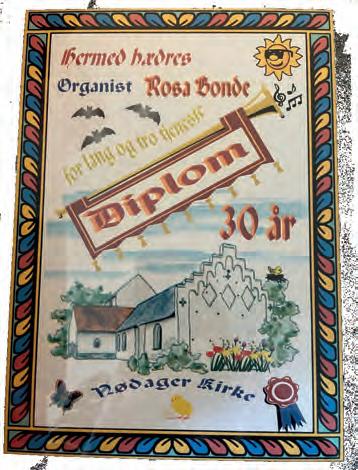 Hermed hædres
Organist Rosa Bonde
for lang og tro tjeneste
Diplom
30 år
Nødager Kirke